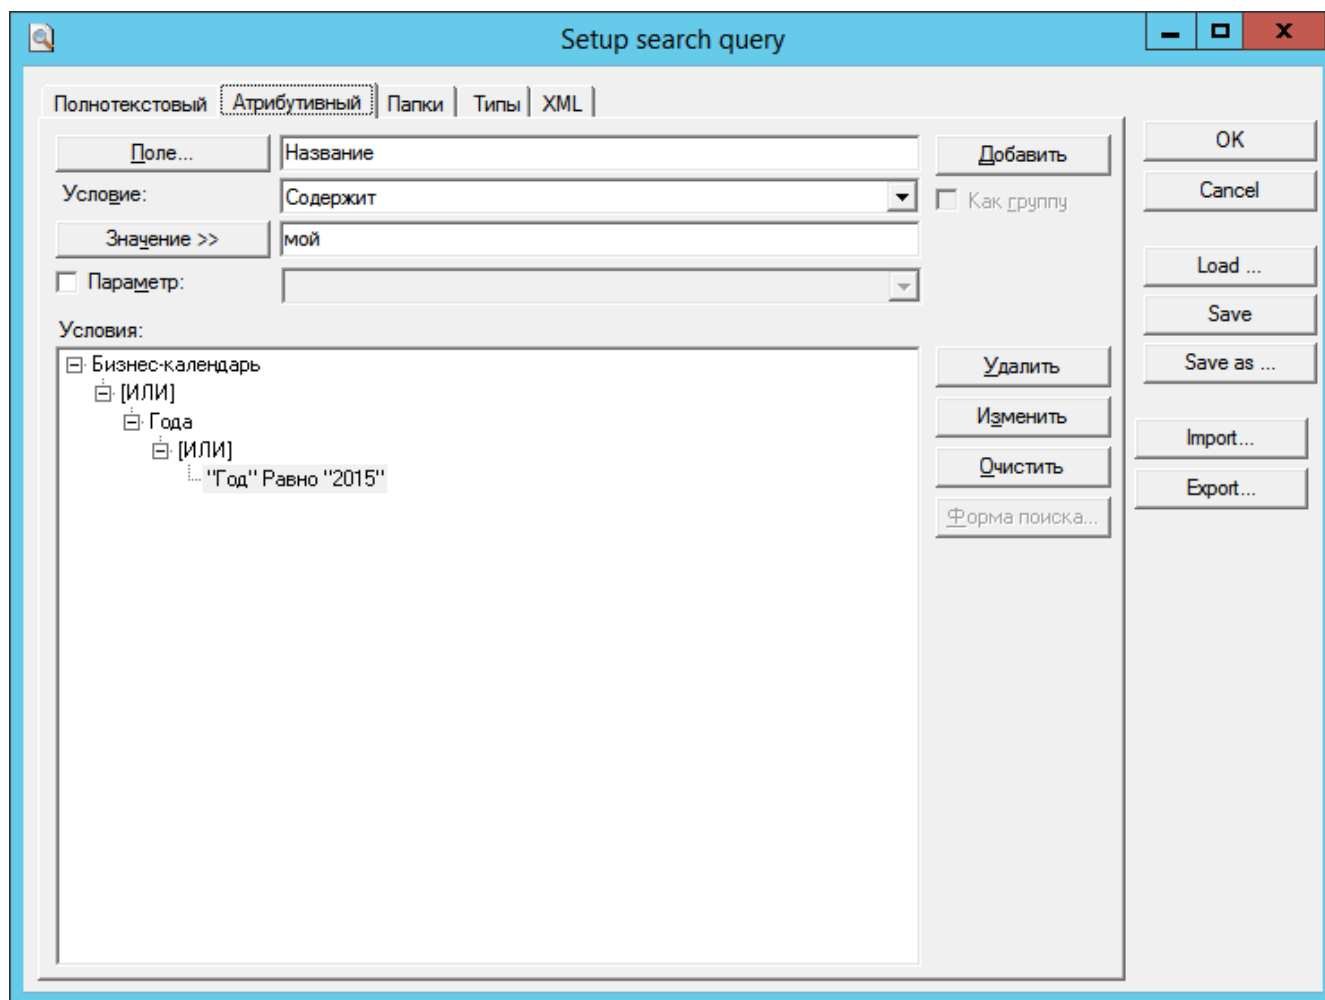 Setup search query
Полнотекстовый Атрибутивный Папки Типы XML
Поле... Название Добавить
Условие: Содержит Как группу
Значение >> мой
Параметр:
Условия:
Бизнес-календарь
[ИЛИ]
Года
[ИЛИ]
"Год" Равно "2015"
Удалить
Изменить
Очистить
Форма поиска...
OK
Cancel
Load ...
Save
Save as ...
Import...
Export...